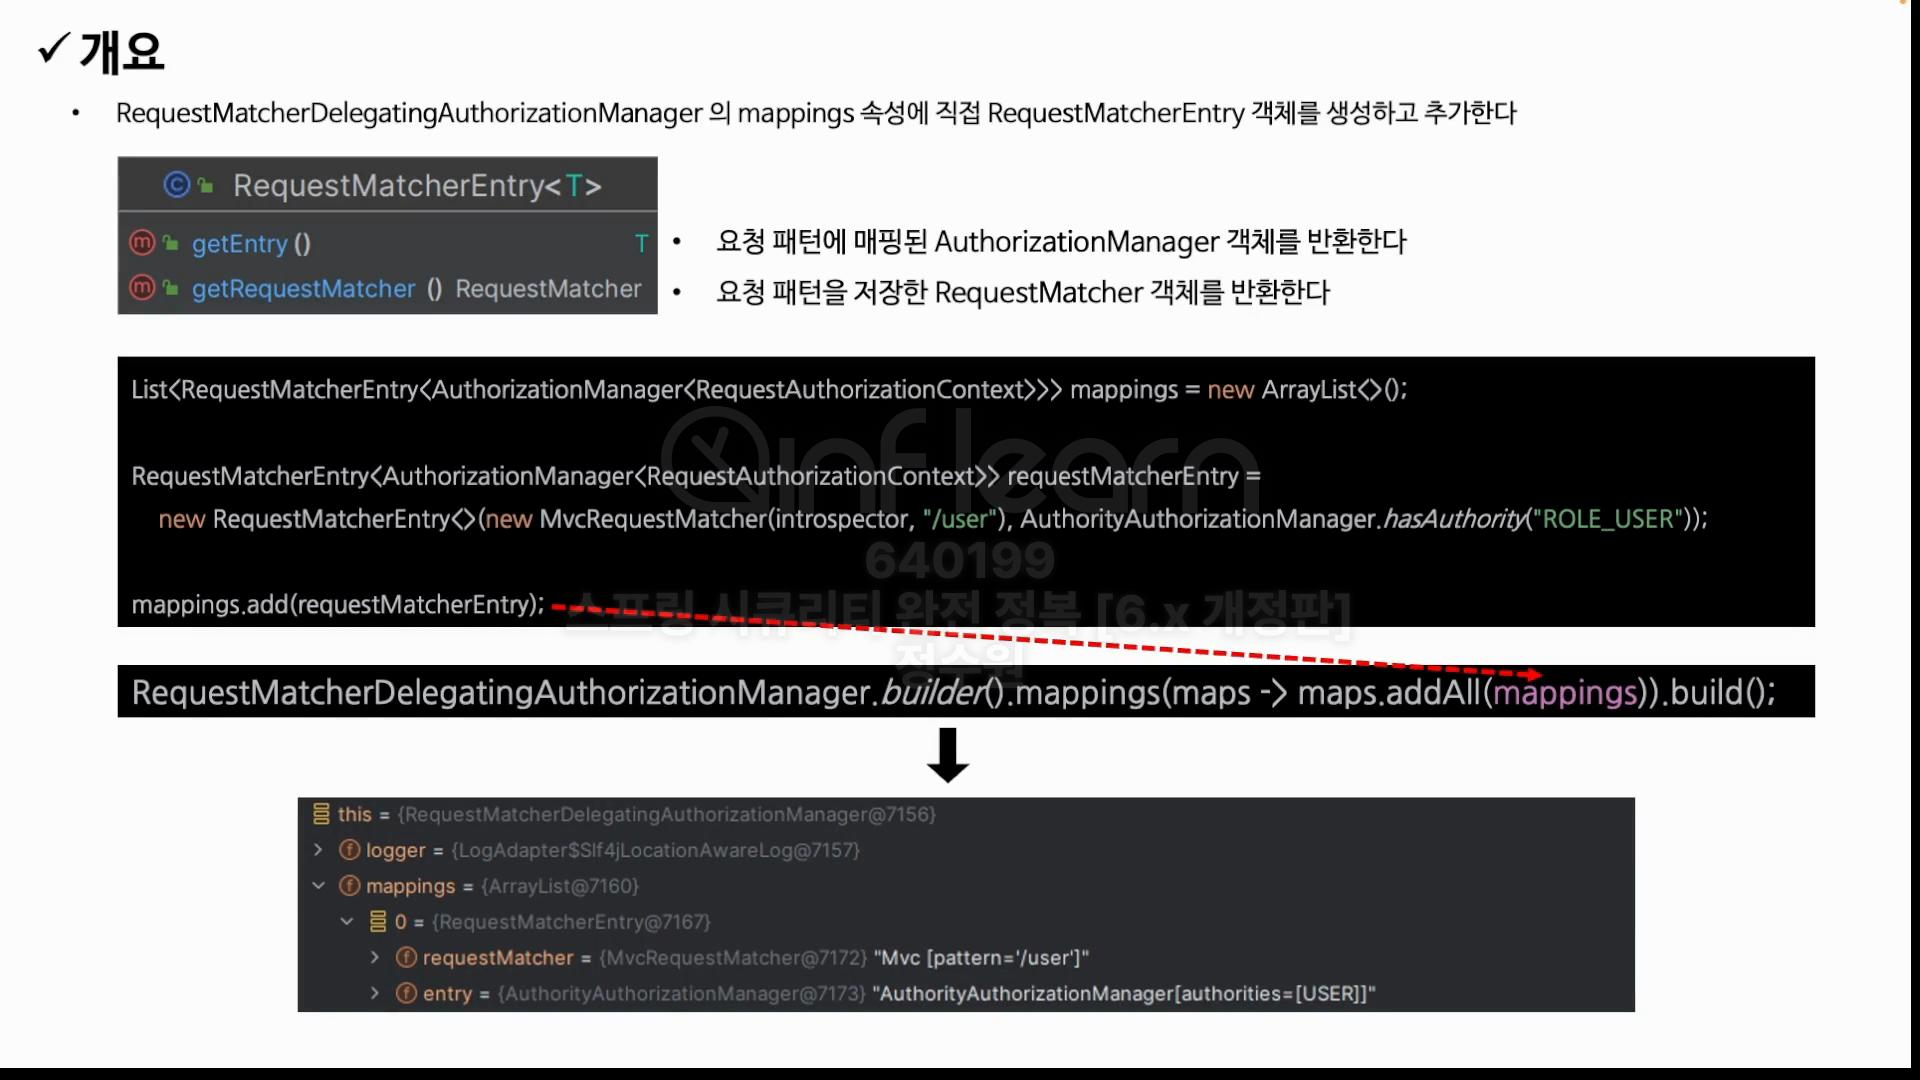 ✓ 개요
• RequestMatcherDelegatingAuthorizationManager 의 mappings 속성에 직접 RequestMatcherEntry 객체를 생성하고 추가한다
RequestMatcherEntry<T>
getEntry () T
• 요청 패턴에 매핑된 AuthorizationManager 객체를 반환한다
getRequestMatcher () RequestMatcher
• 요청 패턴을 저장한 RequestMatcher 객체를 반환한다
List<RequestMatcherEntry<AuthorizationManager<RequestAuthorizationContext>>> mappings = new ArrayList<>();
RequestMatcherEntry<AuthorizationManager<RequestAuthorizationContext>> requestMatcherEntry =
new RequestMatcherEntry<>(new MvcRequestMatcher(introspector, "/user"), AuthorityAuthorizationManager.hasAuthority("ROLE_USER"));
mappings.add(requestMatcherEntry);
inflearn
640199
스프링 시큐리티 완전 정복 [6.x 개정판]
정수원
RequestMatcherDelegatingAuthorizationManager.builder().mappings(maps -> maps.addAll(mappings)).build();
this = {RequestMatcherDelegatingAuthorizationManager@7156}
logger = {LogAdapter$Slf4jLocationAwareLog@7157}
mappings = {ArrayList@7160}
0 = {RequestMatcherEntry@7167}
requestMatcher = {MvcRequestMatcher@7172} "Mvc [pattern='/user']"
entry = {AuthorityAuthorizationManager@7173} "AuthorityAuthorizationManager[authorities=[USER]]"